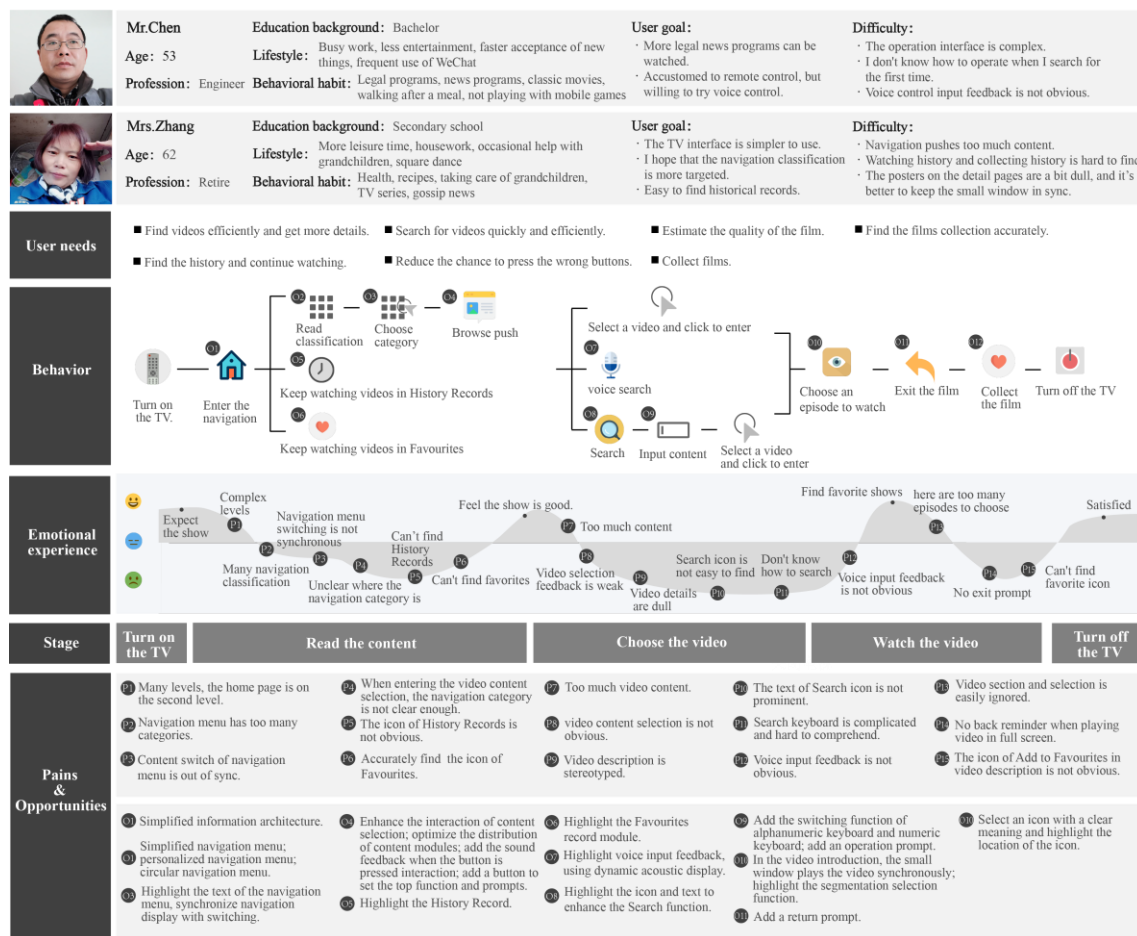 Mr.Chen
Age: 53
Profession: Engineer
Education background: Bachelor
Lifestyle: Busy work, less entertainment, faster acceptance of new
things, frequent use of WeChat
Behavioral habit: Legal programs, news programs, classic movies,
walking after a meal, not playing with mobile games
User goal:
· More legal news programs can be
watched.
· Accustomed to remote control, but
willing to try voice control.
Difficulty:
· The operation interface is complex.
· I don't know how to operate when I search for
the first time.
· Voice control input feedback is not obvious.
Mrs.Zhang
Age: 62
Profession: Retire
Education background: Secondary school
Lifestyle: More leisure time, housework, occasional help with
grandchildren, square dance
Behavioral habit: Health, recipes, taking care of grandchildren,
TV series, gossip news
User goal:
· The TV interface is simpler to use.
· I hope that the navigation classification
is more targeted.
· Easy to find historical records.
Difficulty:
· Navigation pushes too much content.
· Watching history and collecting history is hard to find
· The posters on the detail pages are a bit dull, and it's
better to keep the small window in sync.
User needs
■ Find videos efficiently and get more details.
■ Search for videos quickly and efficiently.
■ Estimate the quality of the film.
■ Find the films collection accurately.
■ Find the history and continue watching.
■ Reduce the chance to press the wrong buttons.
■ Collect films.
Behavior
Turn on
the TV.
O1
Enter the
navigation
O2
Read
classification
O3
Choose
category
O4
Browse push
O5
Keep watching videos in History Records
O6
Keep watching videos in Favourites
Select a video and click to enter
O7
voice search
O8
Search
O9
Input content
Select a video
and click to enter
O10
Choose an
episode to watch
O11
Exit the film
O12
Collect
the film
Turn off the TV
Emotional
experience
Expect
the show
Complex
levels
P1
P2
Many navigation
classification
Navigation menu
switching is not
synchronous
P3
P4
Unclear where the
navigation category is
Can't find
History
Records
P5
P6
Can't find favorites
Feel the show is good.
P7
Too much content
P8
Video selection
feedback is weak
P9
Video details
are dull
Search icon is
not easy to find
P10
Don't know
how to search
P11
P12
Voice input feedback
is not obvious
Find favorite shows
here are too many
episodes to choose
P13
P14
No exit prompt
P15
Can't find
favorite icon
Satisfied
Stage
Turn on
the TV
Read the content
Choose the video
Watch the video
Turn off
the TV
Pains
&
Opportunities
P1 Many levels, the home page is on
the second level.
P2 Navigation menu has too many
categories.
P3 Content switch of navigation
menu is out of sync.
P4 When entering the video content
selection, the navigation category
is not clear enough.
P5 The icon of History Records is
not obvious.
P6 Accurately find the icon of
Favourites.
P7 Too much video content.
P8 video content selection is not
obvious.
P9 Video description is
stereotyped.
P10 The text of Search icon is not
prominent.
P11 Search keyboard is complicated
and hard to comprehend.
P12 Voice input feedback is not
obvious.
P13 Video section and selection is
easily ignored.
P14 No back reminder when playing
video in full screen.
P15 The icon of Add to Favourites in
video description is not obvious.
O1 Simplified information architecture.
O1 Simplified navigation menu;
personalized navigation menu;
circular navigation menu.
O3 Highlight the text of the navigation
menu, synchronize navigation
display with switching.
O4 Enhance the interaction of content
selection; optimize the distribution
of content modules; add the sound
feedback when the button is
pressed interaction; add a button to
set the top function and prompts.
O5 Highlight the History Record.
O6 Highlight the Favourites
record module.
O7 Highlight voice input feedback,
using dynamic acoustic display.
O8 Highlight the icon and text to
enhance the Search function.
O9 Add the switching function of
alphanumeric keyboard and numeric
keyboard; add an operation prompt.
O10 In the video introduction, the small
window plays the video synchronously;
highlight the segmentation selection
function.
O11 Add a return prompt.
O10 Select an icon with a clear
meaning and highlight the
location of the icon.